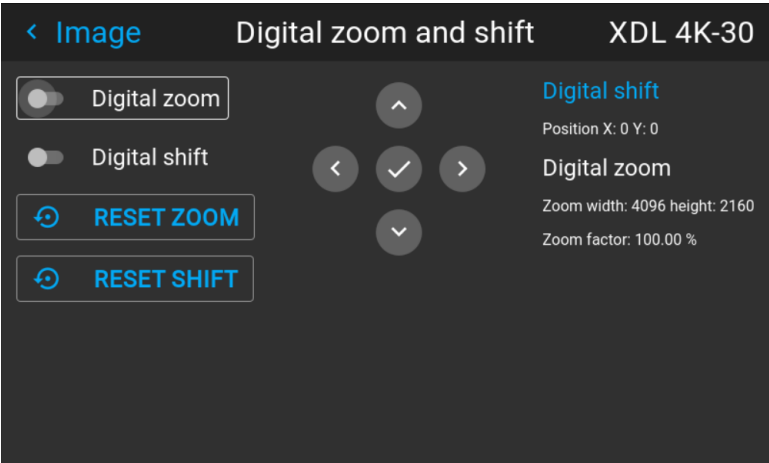 Image
Digital zoom and shift
XDL 4K-30
Digital zoom
Digital shift
RESET ZOOM
RESET SHIFT
Digital shift
Position X: 0 Y: 0
Digital zoom
Zoom width: 4096 height: 2160
Zoom factor: 100.00 %